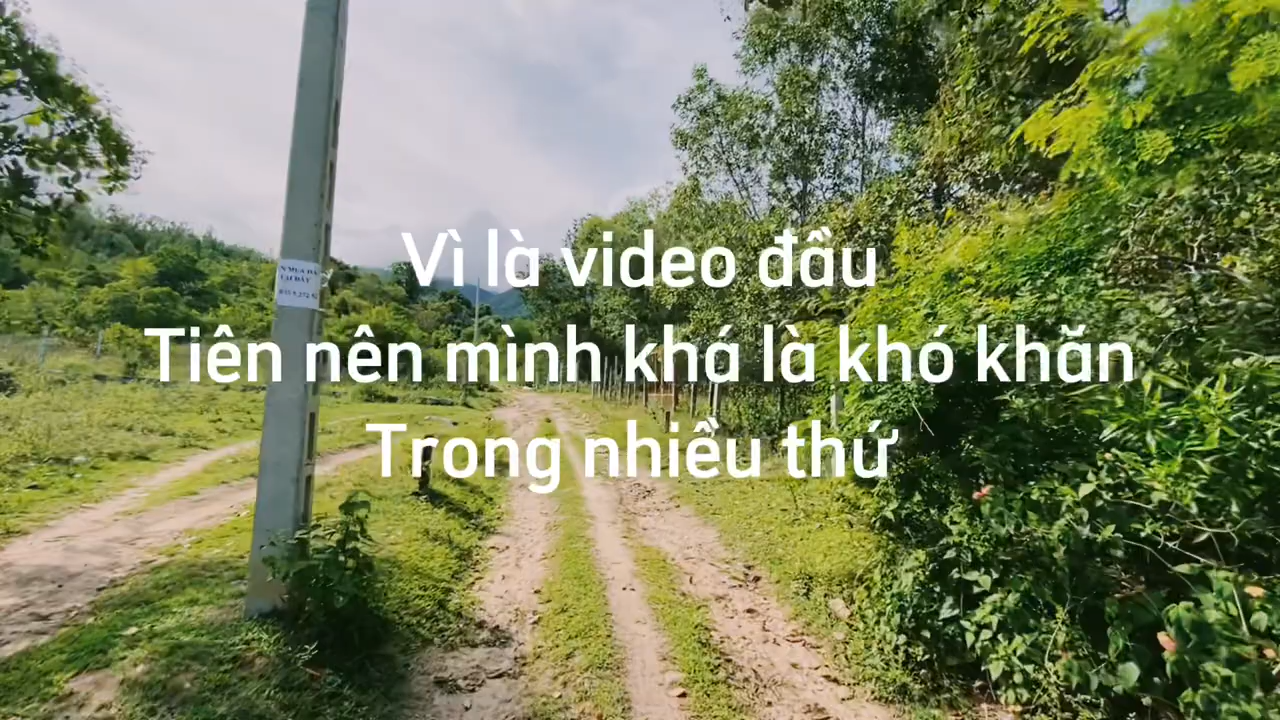 Vì là video đầu
Tiên nên mình khá là khó khăn
Trong nhiều thứ